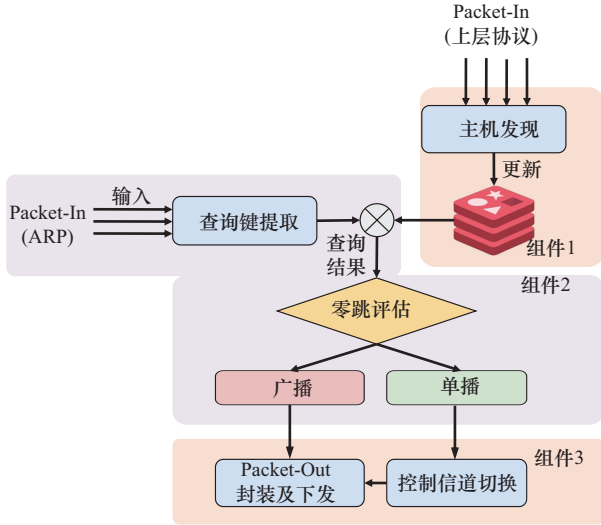 Packet-In
(上层协议)
主机发现
更新
组件1
输入
Packet-In
(ARP)
查询键提取
查询
结果
组件2
零跳评估
广播
单播
组件3
Packet-Out
封装及下发
控制信道切换